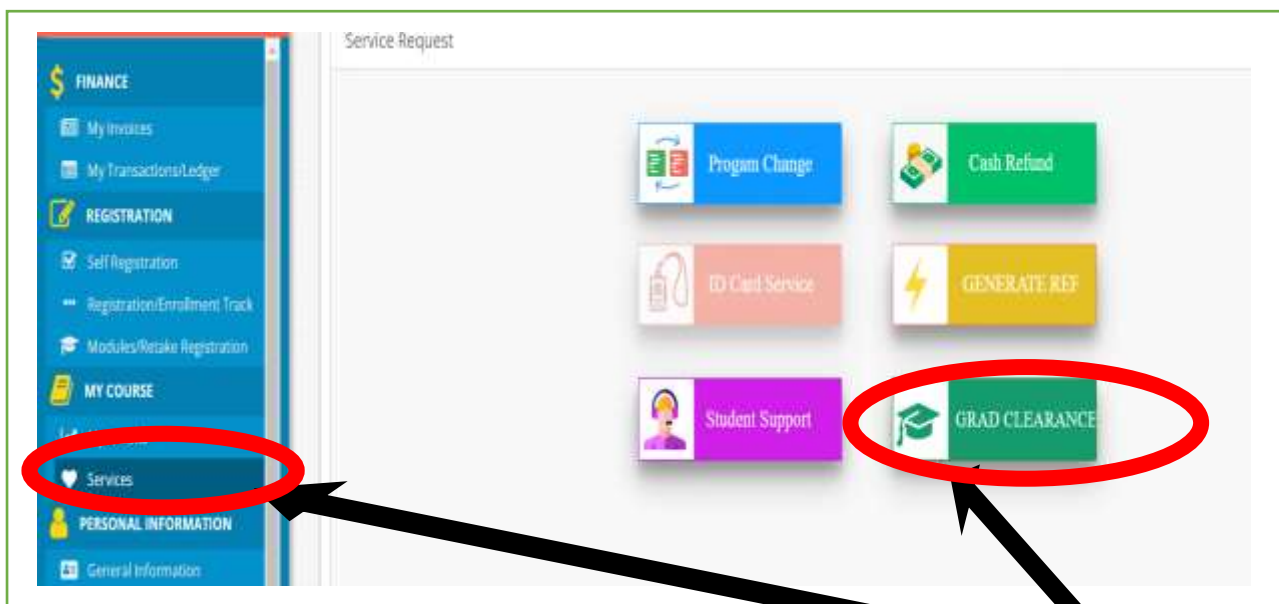 Service Request
FINANCE
My Invoices
My Transactions/Ledger
REGISTRATION
Self Registration
Registration/Enrollment Track
Modules/Retake Registration
MY COURSE
Services
PERSONAL INFORMATION
General Information
Progam Change
Cash Refund
ID Card Service
GENERATE REF
Student Support
GRAD CLEARANCE